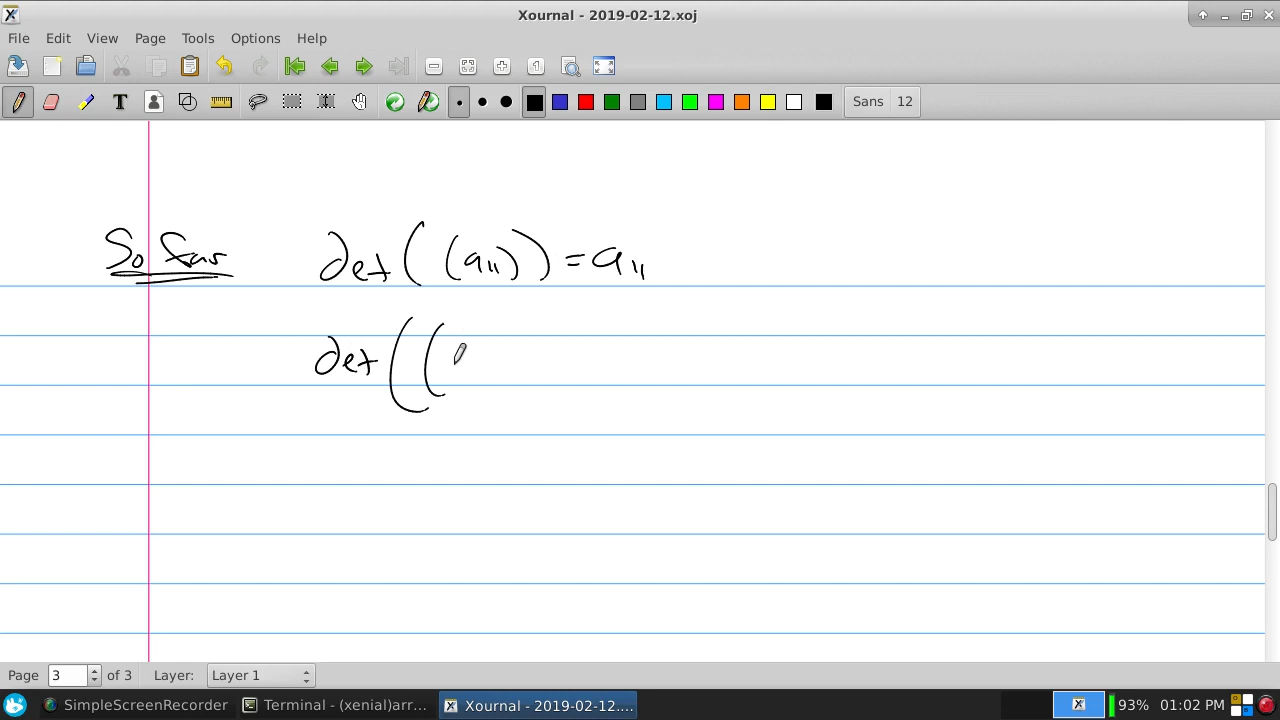 Xournal - 2019-02-12.xoj
File Edit View Page Tools Options Help
Sans 12
So far det((a₁₁)) = a₁₁
det((
Page 3 of 3 Layer: Layer 1
SimpleScreenRecorder Terminal - (xenial)arr... Xournal - 2019-02-12.... 93% 01:02 PM